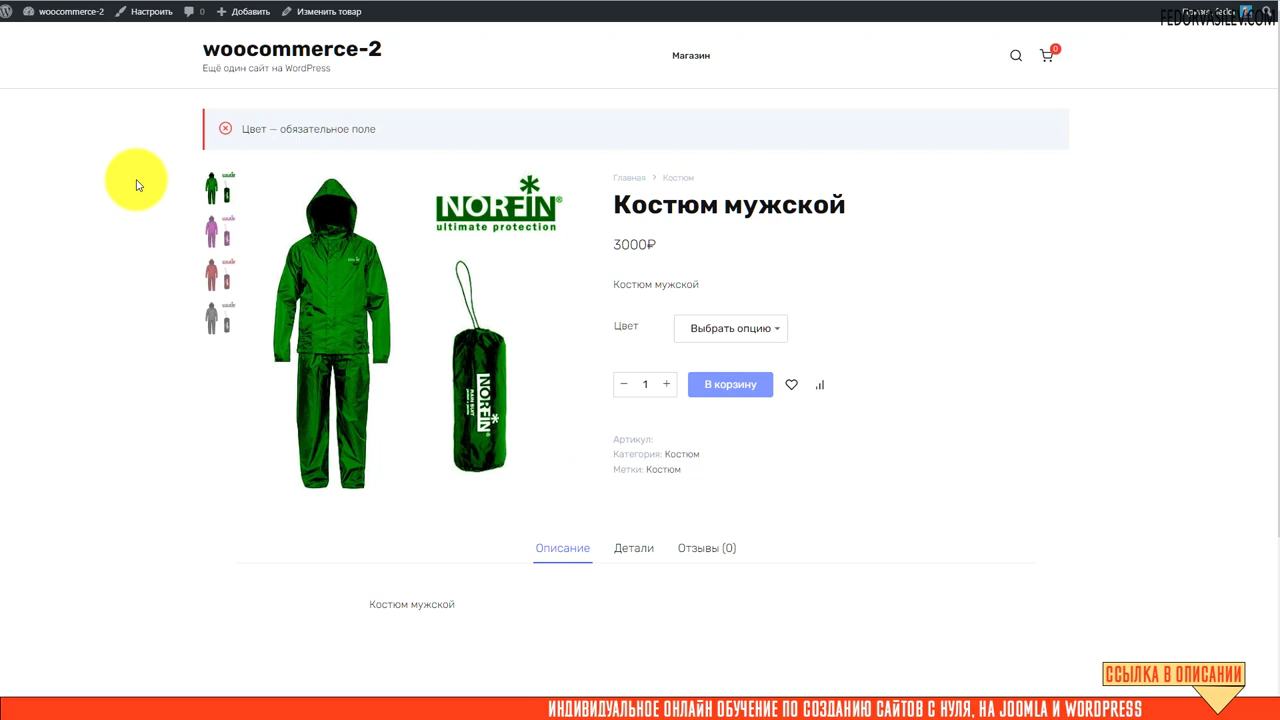 woocommerce-2
Настроить
0
Добавить
Изменить товар
FEDORVASILEV.COM
woocommerce-2
Ещё один сайт на WordPress
Магазин
0
Цвет — обязательное поле
Главная > Костюм
Костюм мужской
3000₽
Костюм мужской
Цвет
Выбрать опцию
− 1 +
В корзину
Артикул:
Категория: Костюм
Метки: Костюм
NORFIN®
ultimate protection
NORFIN
RAIN SUIT
Описание
Детали
Отзывы (0)
Костюм мужской
ССЫЛКА В ОПИСАНИИ
ИНДИВИДУАЛЬНОЕ ОНЛАЙН ОБУЧЕНИЕ ПО СОЗДАНИЮ САЙТОВ С НУЛЯ, НА JOOMLA И WORDPRESS